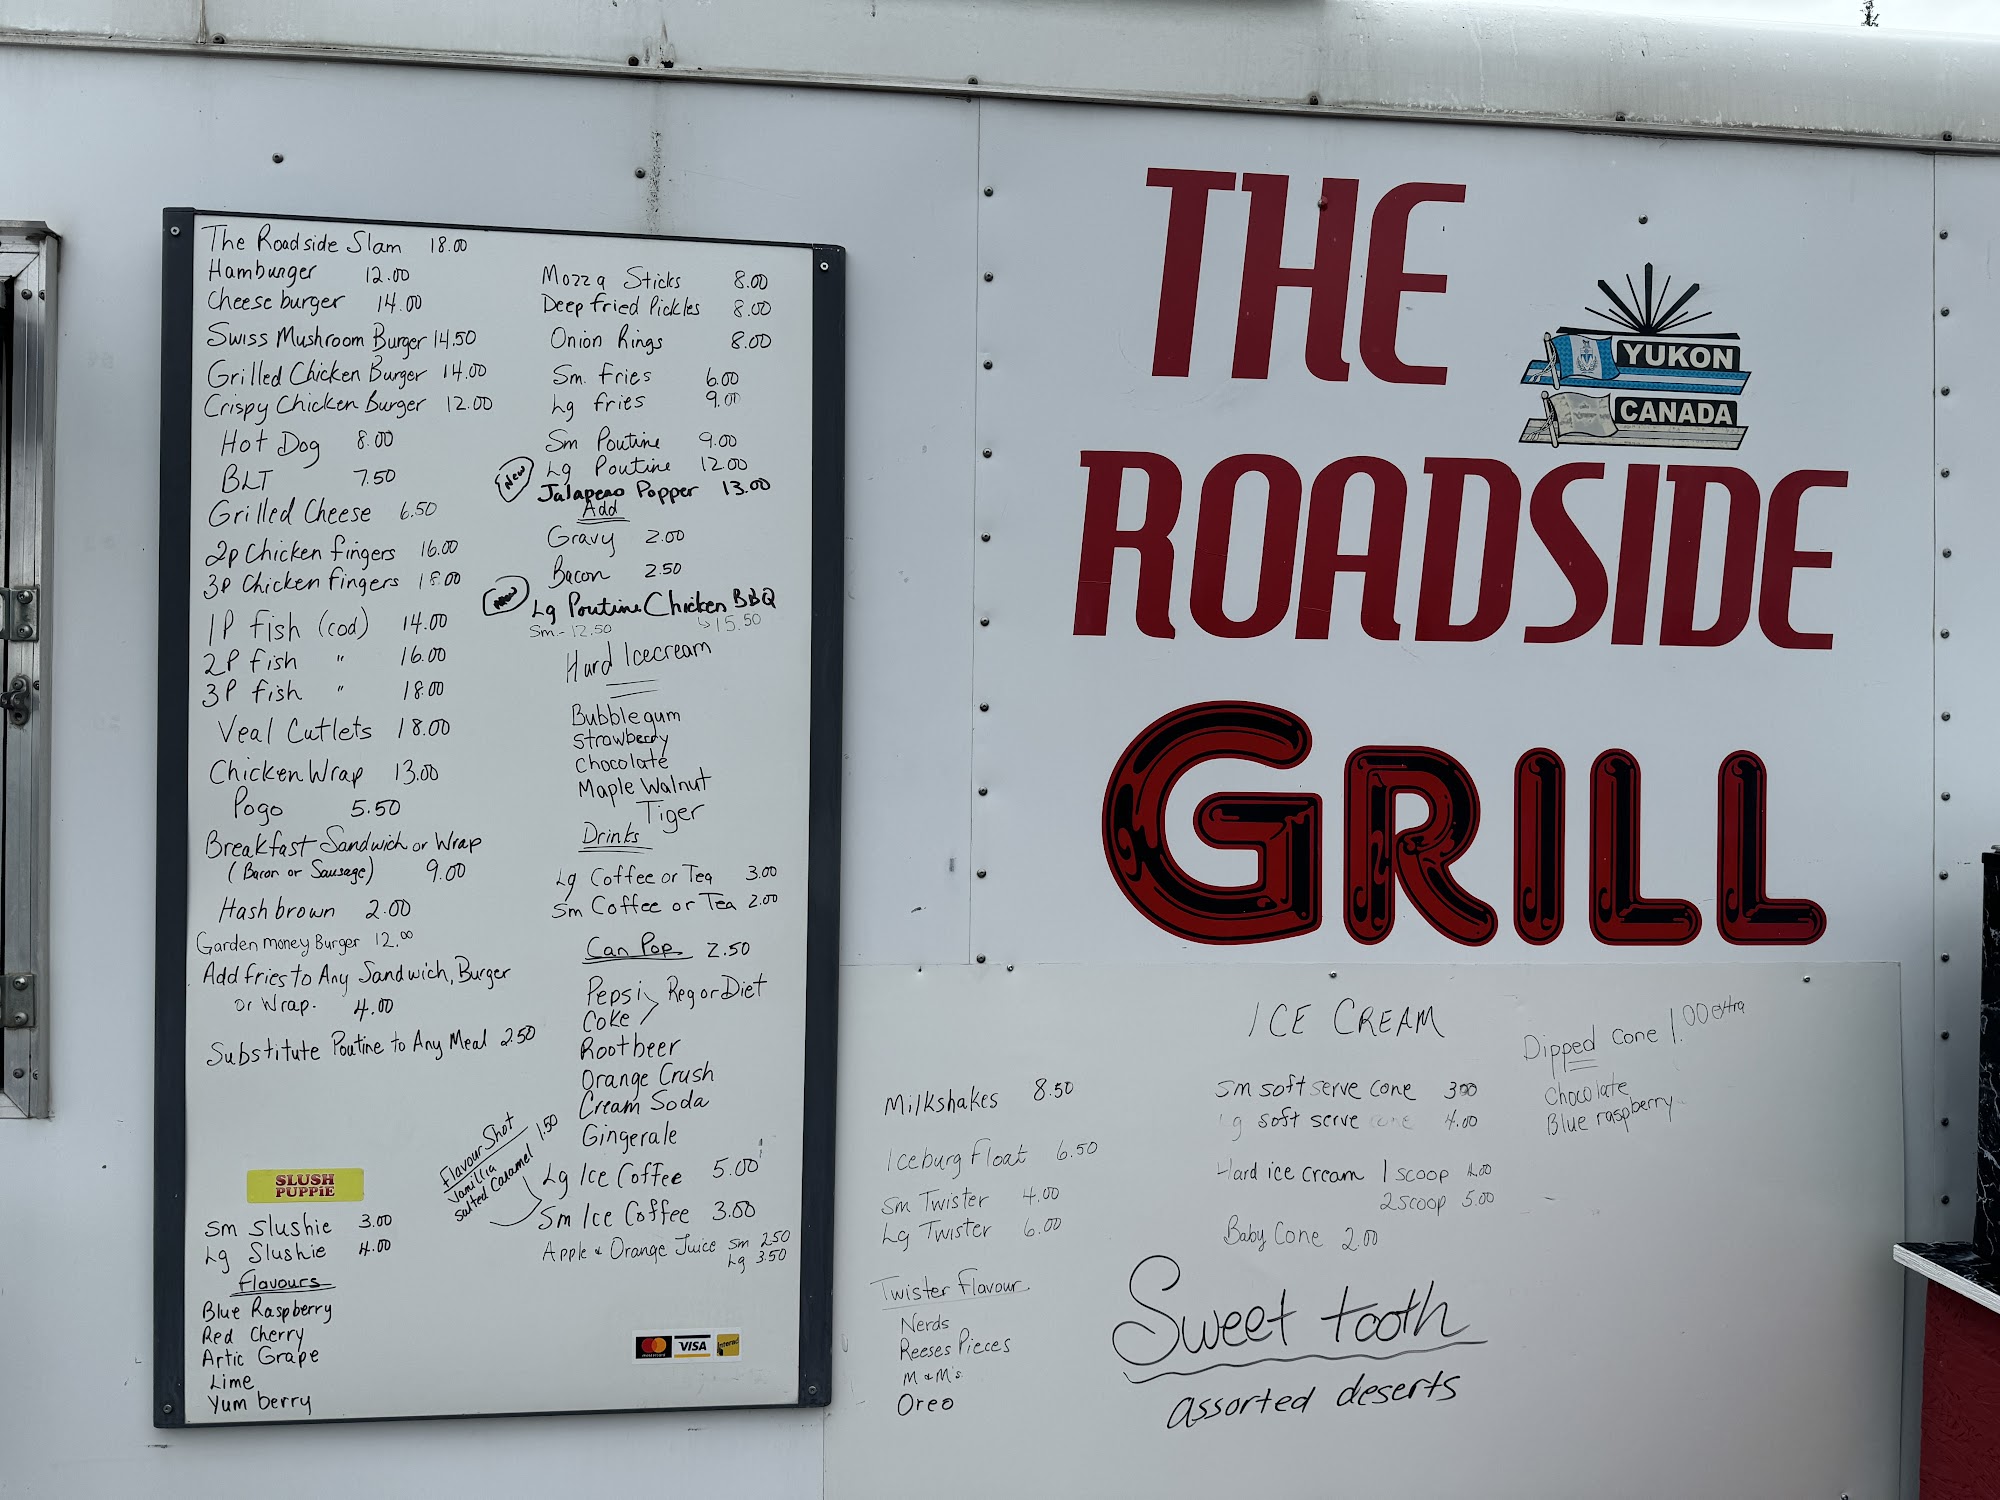 The Roadside Slam 18.00
Hamburger 12.00
Cheese burger 14.00
Swiss Mushroom Burger 14.50
Grilled Chicken Burger 14.00
Crispy Chicken Burger 12.00
Hot Dog 8.00
BLT 7.50
Grilled Cheese 6.50
2p Chicken fingers 16.00
3p Chicken Fingers 18.00
1P fish (cod) 14.00
2P fish " 16.00
3P fish " 18.00
Veal Cutlets 18.00
Chicken Wrap 13.00
Pogo 5.50
Breakfast Sandwich or Wrap
(Bacon or Sausage) 9.00
Hashbrown 2.00
Garden money Burger 12.00
Add fries to Any Sandwich, Burger
or Wrap. 4.00
Substitute Poutine to Any Meal 2.50
SLUSH
PUPPiE
Sm Slushie 3.00
Lg Slushie 4.00
Flavours
Blue Raspberry
Red Cherry
Artic Grape
Lime
Yum berry
Mozza Sticks 8.00
Deep fried Pickles 8.00
Onion Rings 8.00
Sm. fries 6.00
Lg fries 9.00
Sm Poutine 9.00
Lg Poutine 12.00
New Jalapeno Popper 13.00
Add
Gravy 2.00
Bacon 2.50
New Lg Poutine Chicken BBQ
Sm - 12.50 15.50
Hard Icecream
Bubblegum
Strawberry
Chocolate
Maple Walnut
Tiger
Drinks
Lg Coffee or Tea 3.00
Sm Coffee or Tea 2.00
Can Pop 2.50
Pepsi Reg or Diet
Coke
Rootbeer
Orange Crush
Cream Soda
Gingerale
Flavour Shot
Vanillia 1.50
Salted Caramel
Lg Ice Coffee 5.00
Sm Ice Coffee 3.00
Apple & Orange Juice Sm 2.50
Lg 3.50
mastercard VISA Interac
THE
YUKON
CANADA
ROADSIDE
GRILL
ICE CREAM
Milkshakes 8.50
Iceburg Float 6.50
Sm Twister 4.00
Lg Twister 6.00
Twister Flavour
Nerds
Reeses Pieces
M&M's
Oreo
Sm soft serve cone 3.00
Lg soft serve cone 4.00
Hard ice cream 1 scoop
2 scoop 5.00
Baby Cone 2.00
Dipped cone 1.00 extra
Chocolate
Blue raspberry
Sweet tooth
assorted deserts